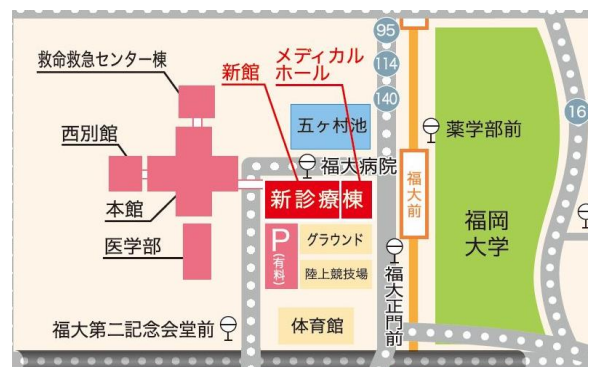 95
114
140
16
救命救急センター棟
新館
メディカル
ホール
五ヶ村池
薬学部前
西別館
福大病院
本館
新診療棟
福大前
医学部
P
(有料)
グラウンド
陸上競技場
福岡
大学
福大正門前
福大第二記念会堂前
体育館